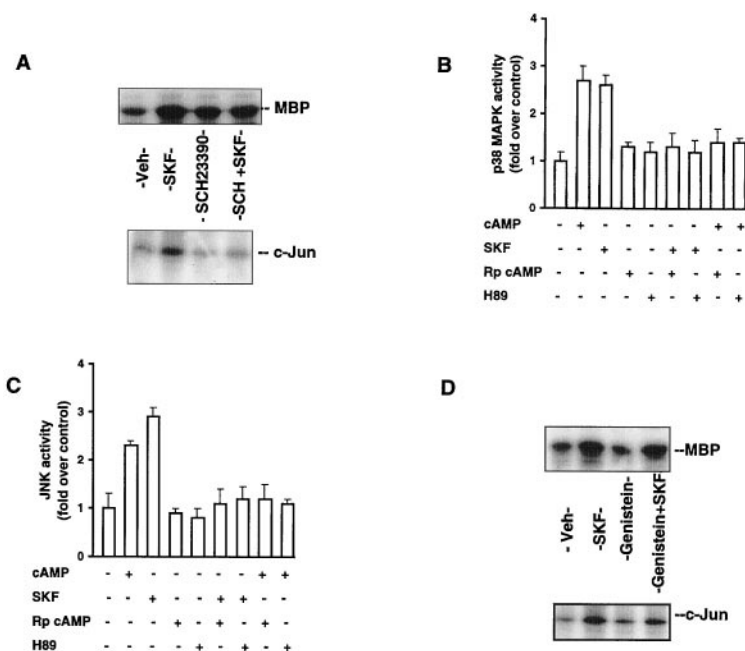 A
-- MBP
-Veh-
-SKF-
- SCH23390-
-SCH +SKF-
-- c-Jun
B
p38 MAPK activity
(fold over control)
4
3
2
1
0
cAMP - + - - - - - + +
SKF - - + - - + + - -
Rp cAMP - - - + - + - + -
H89 - - - - + - + - +
C
JNK activity
(fold over control)
4
3
2
1
0
cAMP - + - - - - - + +
SKF - - + - - + + - -
Rp cAMP - - - + - + - + -
H89 - - - - + - + - +
D
--MBP
- Veh-
-SKF-
-Genistein-
-Genistein+SKF
--c-Jun